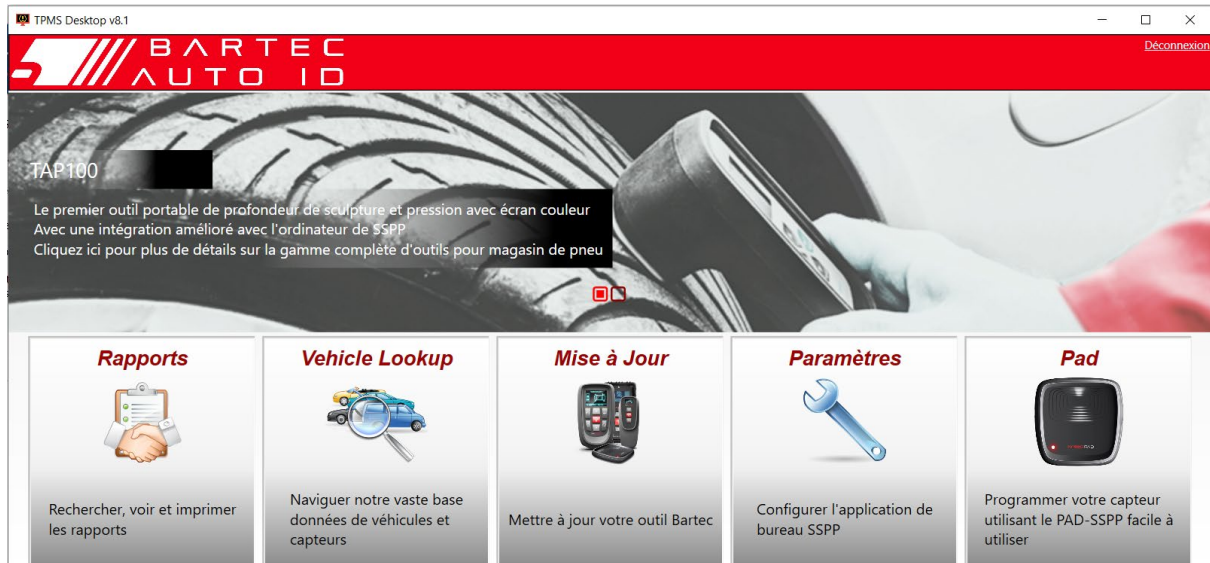 TPMS Desktop v8.1
BARTEC
AUTO ID
Déconnexion
TAP100
Le premier outil portable de profondeur de sculpture et pression avec écran couleur
Avec une intégration amélioré avec l'ordinateur de SSPP
Cliquez ici pour plus de détails sur la gamme complète d'outils pour magasin de pneu
Rapports
Rechercher, voir et imprimer
les rapports
Vehicle Lookup
Naviguer notre vaste base
données de véhicules et
capteurs
Mise à Jour
Mettre à jour votre outil Bartec
Paramètres
Configurer l'application de
bureau SSPP
Pad
Programmer votre capteur
utilisant le PAD-SSPP facile à
utiliser